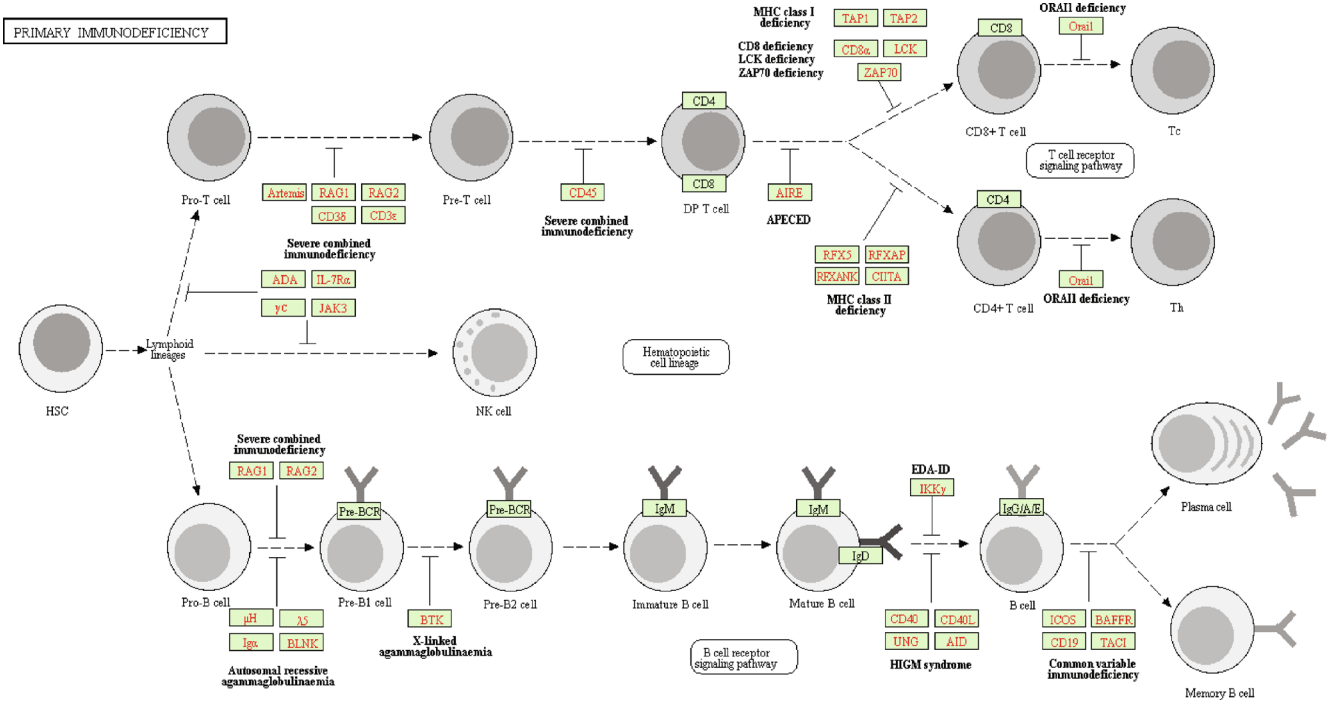 PRIMARY IMMUNODEFICIENCY
MHC class I
deficiency
TAP1
TAP2
CD8 deficiency
LCK deficiency
ZAP70 deficiency
CD8α
LCK
ZAP70
ORAI1 deficiency
Orai1
CD8
CD8+ T cell
Tc
T cell receptor
signaling pathway
Pro-T cell
Artemis
RAG1
RAG2
CD3δ
CD3ε
Severe combined
immunodeficiency
Pre-T cell
CD45
Severe combined
immunodeficiency
CD4
CD8
DP T cell
AIRE
APECED
RFX5
RFXAP
RFXANK
CIITA
MHC class II
deficiency
CD4
CD4+ T cell
Orai1
ORAI1 deficiency
Th
ADA
IL-7Rα
γc
JAK3
HSC
Lymphoid
lineages
NK cell
Hematopoietic
cell lineage
Severe combined
immunodeficiency
RAG1
RAG2
Pro-B cell
μH
λ5
Igα
BLNK
Autosomal recessive
agammaglobulinaemia
Pre-BCR
Pre-B1 cell
BTK
X-linked
agammaglobulinaemia
Pre-BCR
Pre-B2 cell
IgM
Immature B cell
IgM
IgD
Mature B cell
B cell receptor
signaling pathway
EDA-ID
IKKγ
CD40
CD40L
UNG
AID
HIGM syndrome
IgG/A/E
B cell
ICOS
BAFFR
CD19
TACI
Common variable
immunodeficiency
Plasma cell
Memory B cell